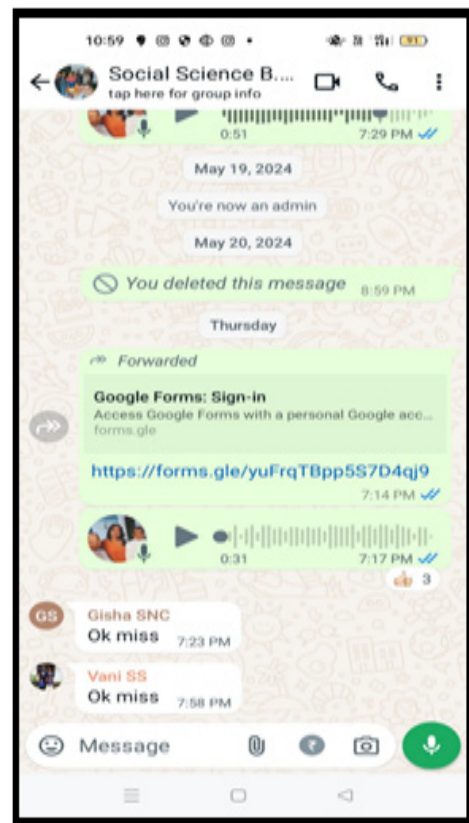 10:59
91
Social Science B....
tap here for group info
0:51 7:29 PM
May 19, 2024
You're now an admin
May 20, 2024
You deleted this message 8:59 PM
Thursday
Forwarded
Google Forms: Sign-in
Access Google Forms with a personal Google acc...
forms.gle
https://forms.gle/yuFrqTBpp5S7D4qj9
7:14 PM
0:31 7:17 PM
3
GS Gisha SNC
Ok miss 7:23 PM
Vani SS
Ok miss 7:58 PM
Message